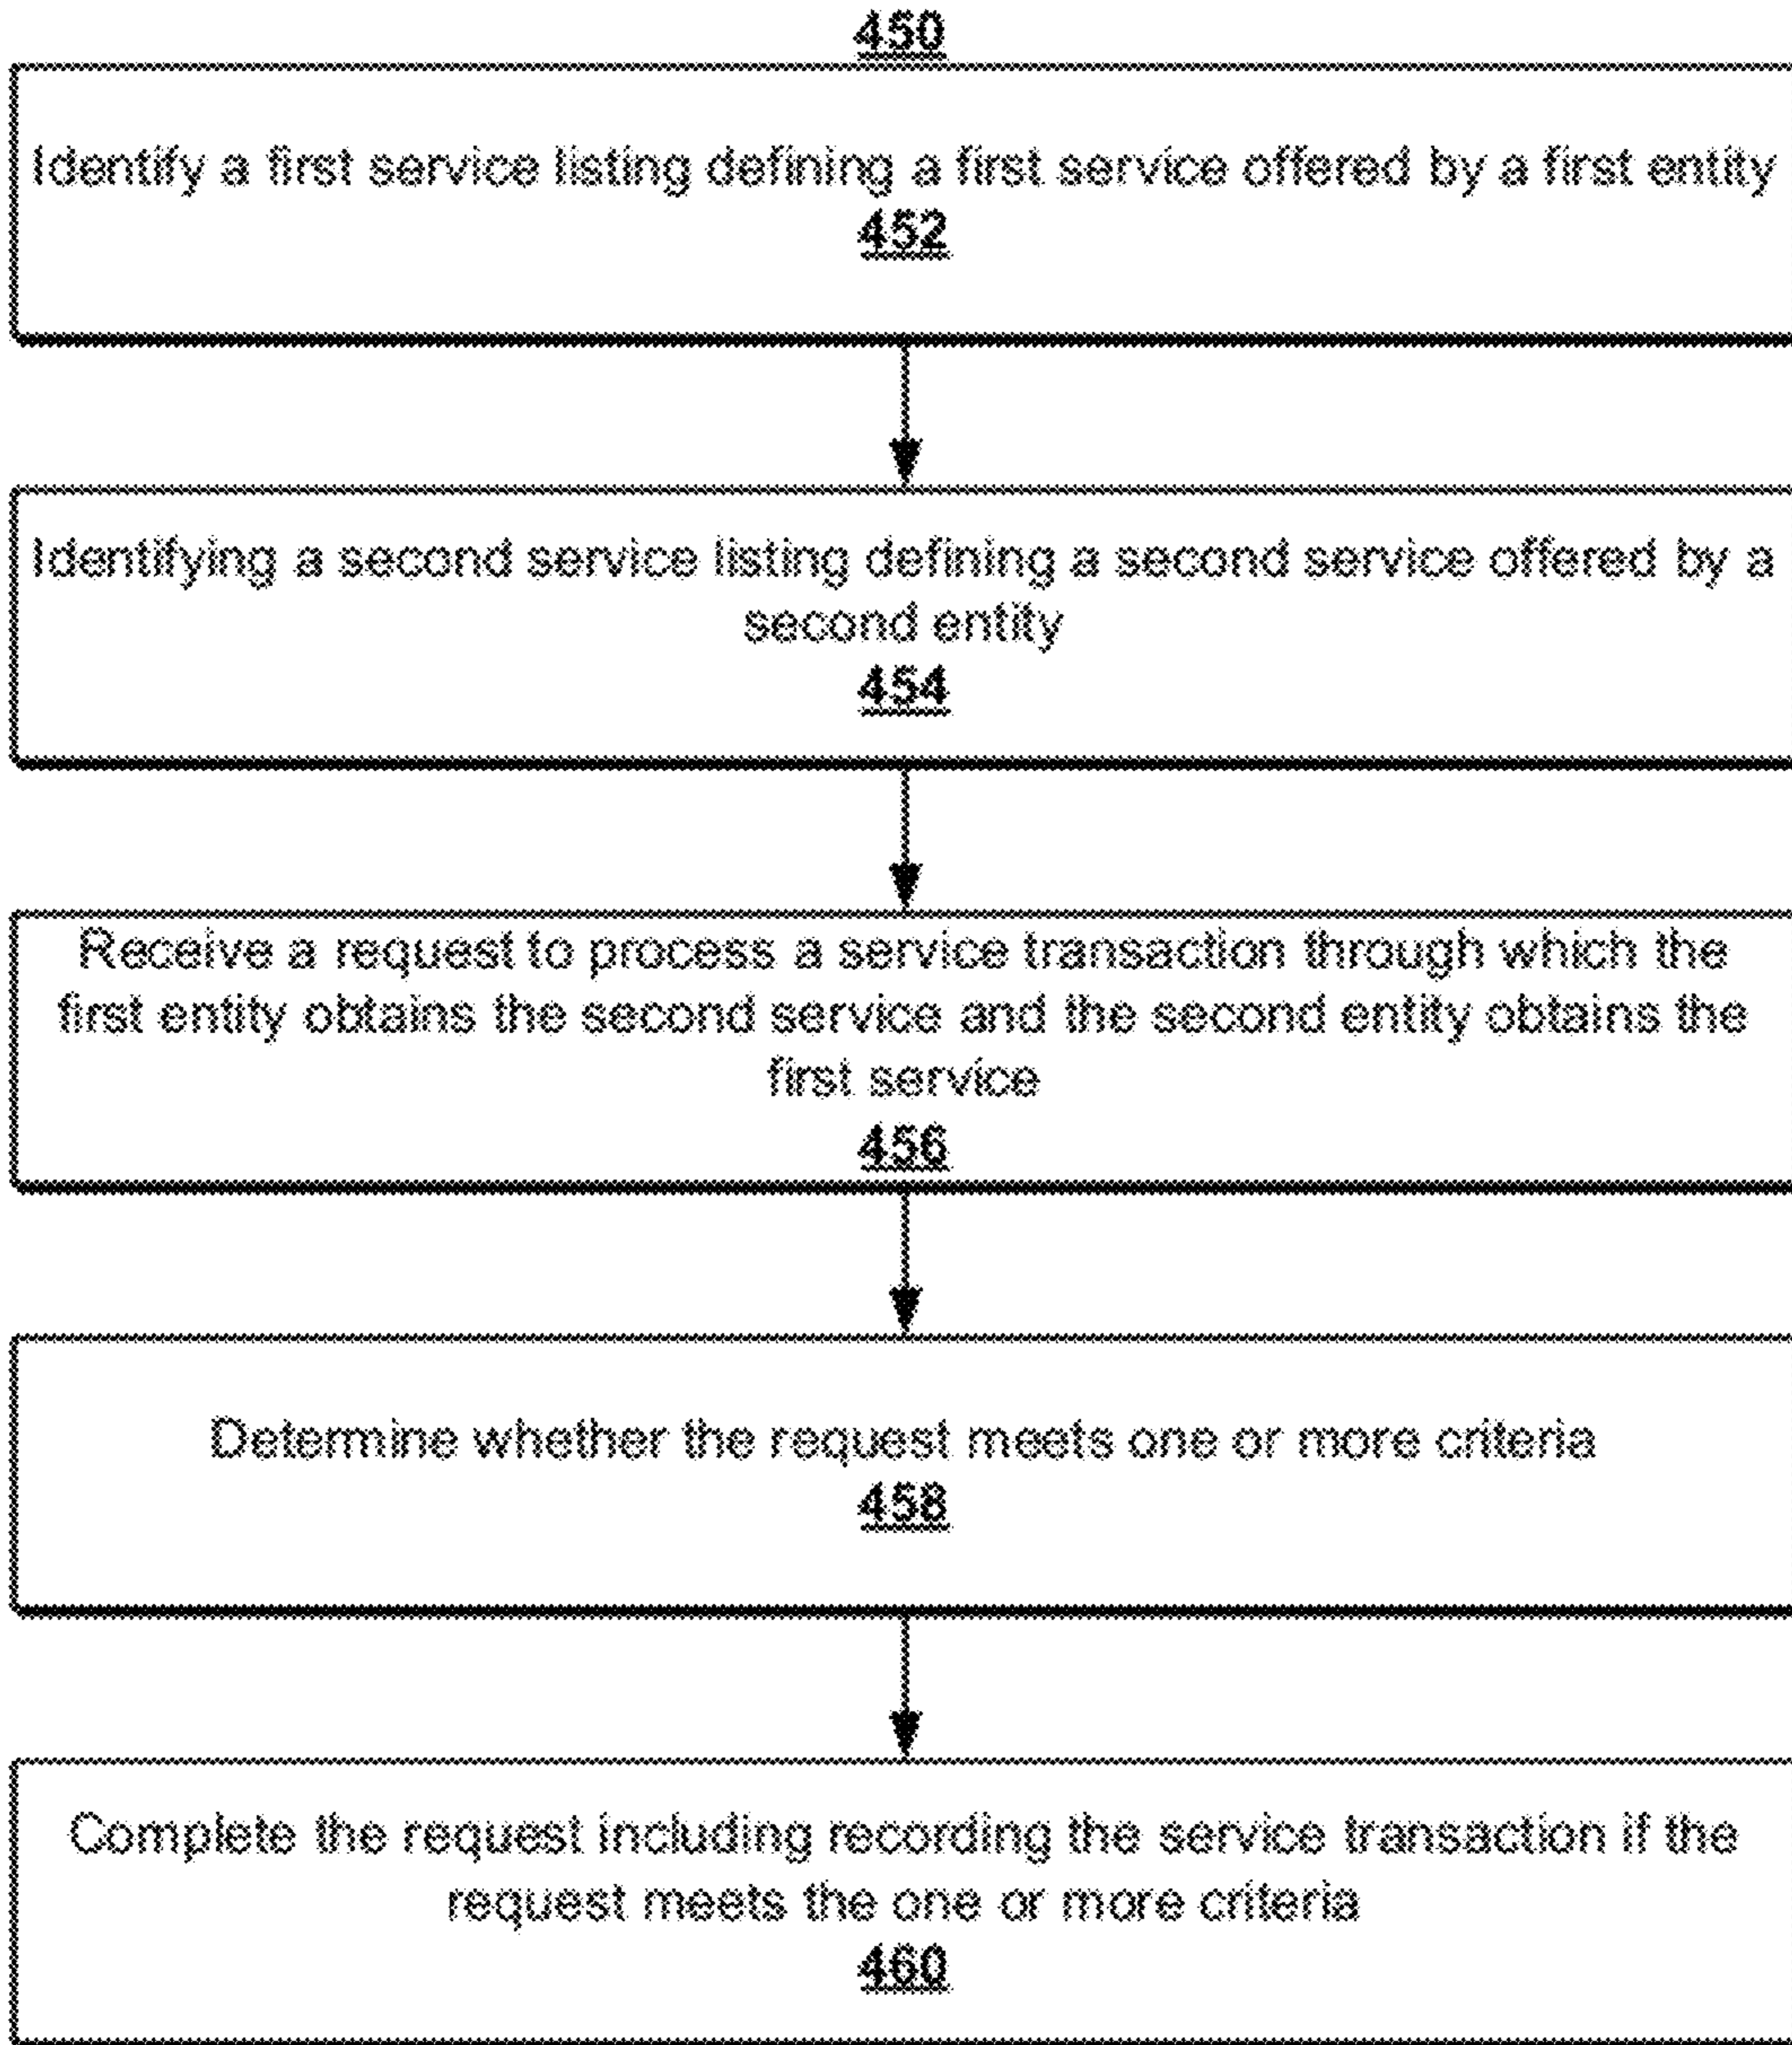 450
Identify a first service listing defining a first service offered by a first entity
452
Identifying a second service listing defining a second service offered by a
second entity
454
Receive a request to process a service transaction through which the
first entity obtains the second service and the second entity obtains the
first service
456
Determine whether the request meets one or more criteria
458
Complete the request including recording the service transaction if the
request meets the one or more criteria
460